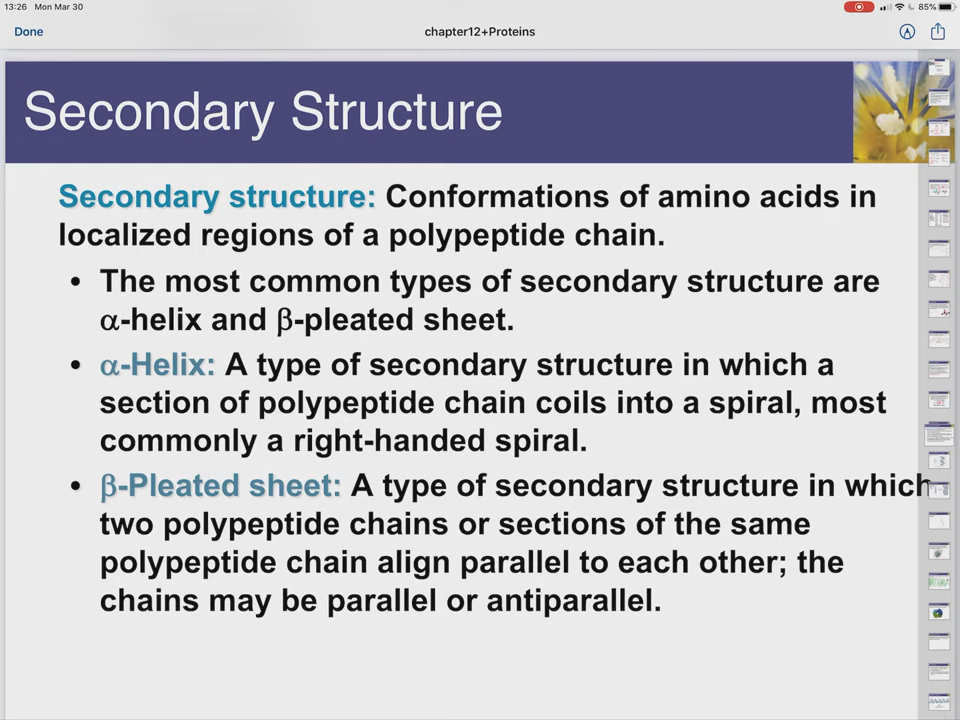 13:26 Mon Mar 30
85%
Done
chapter12+Proteins
Secondary Structure
Secondary structure: Conformations of amino acids in
localized regions of a polypeptide chain.
• The most common types of secondary structure are
α-helix and β-pleated sheet.
• α-Helix: A type of secondary structure in which a
section of polypeptide chain coils into a spiral, most
commonly a right-handed spiral.
• β-Pleated sheet: A type of secondary structure in which
two polypeptide chains or sections of the same
polypeptide chain align parallel to each other; the
chains may be parallel or antiparallel.